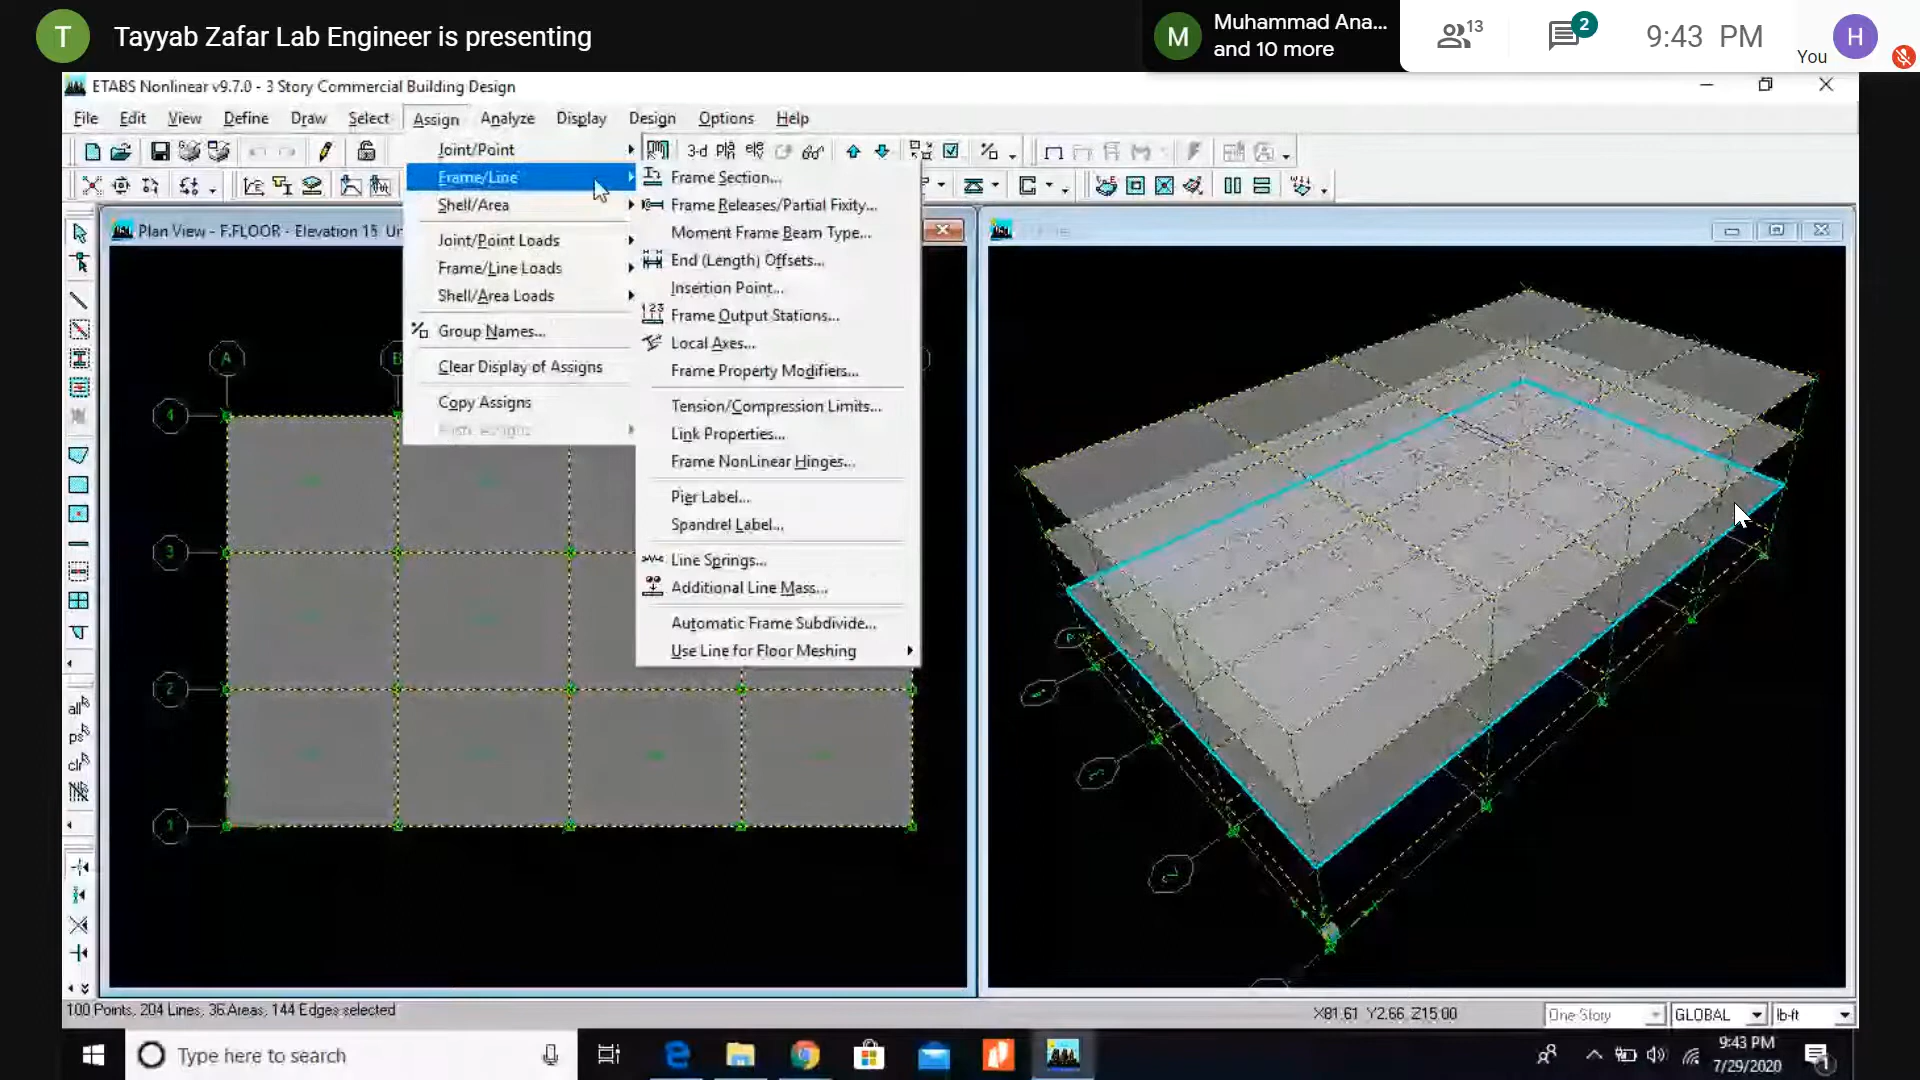 T
Tayyab Zafar Lab Engineer is presenting
M
Muhammad Ana...
and 10 more
13
2
9:43 PM
You
H
ETABS Nonlinear v9.7.0 - 3 Story Commercial Building Design
File Edit View Define Draw Select Assign Analyze Display Design Options Help
3-d
Joint/Point
Frame/Line
Shell/Area
Joint/Point Loads
Frame/Line Loads
Shell/Area Loads
Group Names...
Clear Display of Assigns
Copy Assigns
Frame Section...
Frame Releases/Partial Fixity...
Moment Frame Beam Type...
End (Length) Offsets...
Insertion Point...
Frame Output Stations...
Local Axes...
Frame Property Modifiers...
Tension/Compression Limits...
Link Properties...
Frame NonLinear Hinges...
Pier Label...
Spandrel Label...
Line Springs...
Additional Line Mass...
Automatic Frame Subdivide...
Use Line for Floor Meshing
Plan View - F.FLOOR - Elevation 15
A
B
4
3
2
1
all
ps
clr
100 Points, 204 Lines, 36 Areas, 144 Edges selected
X81.61 Y2.66 Z15.00
One Story
GLOBAL
lb-ft
Type here to search
9:43 PM
7/29/2020
1